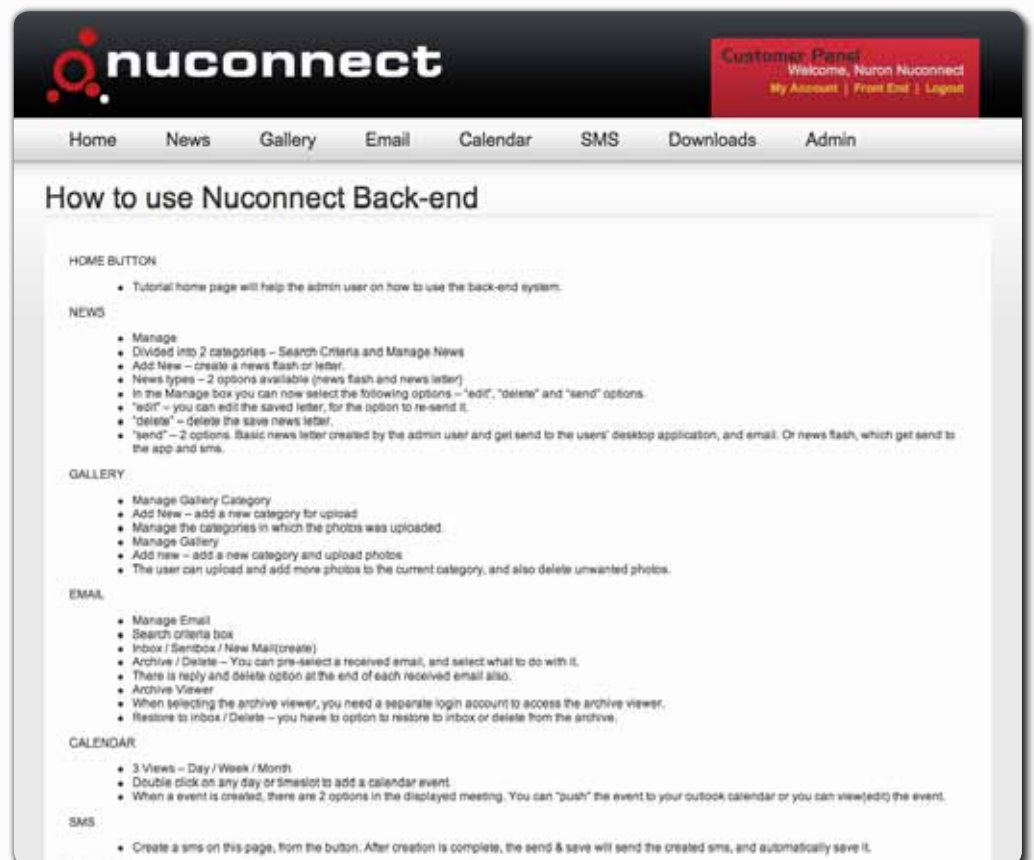 nuconnect
Customer Panel
Welcome, Nuron Nuconnect
My Account | Front End | Logout
Home News Gallery Email Calendar SMS Downloads Admin
How to use Nuconnect Back-end
HOME BUTTON
• Tutorial home page will help the admin user on how to use the back-end system.
NEWS
• Manage
• Divided into 2 categories – Search Criteria and Manage News
• Add New – create a news flash or letter.
• News types – 2 options available (news flash and news letter)
• In the Manage box you can now select the following options – "edit", "delete" and "send" options.
• "edit" – you can edit the saved letter, for the option to re-send it.
• "delete" – delete the save news letter.
• "send" – 2 options. Basic news letter created by the admin user and get send to the users' desktop application, and email. Or news flash, which get send to
the app and sms.
GALLERY
• Manage Gallery Category
• Add New – add a new category for upload
• Manage the categories in which the photos was uploaded.
• Manage Gallery
• Add new – add a new category and upload photos
• The user can upload and add more photos to the current category, and also delete unwanted photos.
EMAIL
• Manage Email
• Search criteria box
• Inbox / Sentbox / New Mail(create)
• Archive / Delete – You can pre-select a received email, and select what to do with it.
• There is reply and delete option at the end of each received email also.
• Archive Viewer
• When selecting the archive viewer, you need a separate login account to access the archive viewer.
• Restore to inbox / Delete – you have to option to restore to inbox or delete from the archive.
CALENDAR
• 3 Views – Day / Week / Month
• Double click on any day or timeslot to add a calendar event
• When a event is created, there are 2 options in the displayed meeting. You can "push" the event to your outlook calendar or you can view(edit) the event.
SMS
• Create a sms on this page, from the button. After creation is complete, the send & save will send the created sms, and automatically save it.